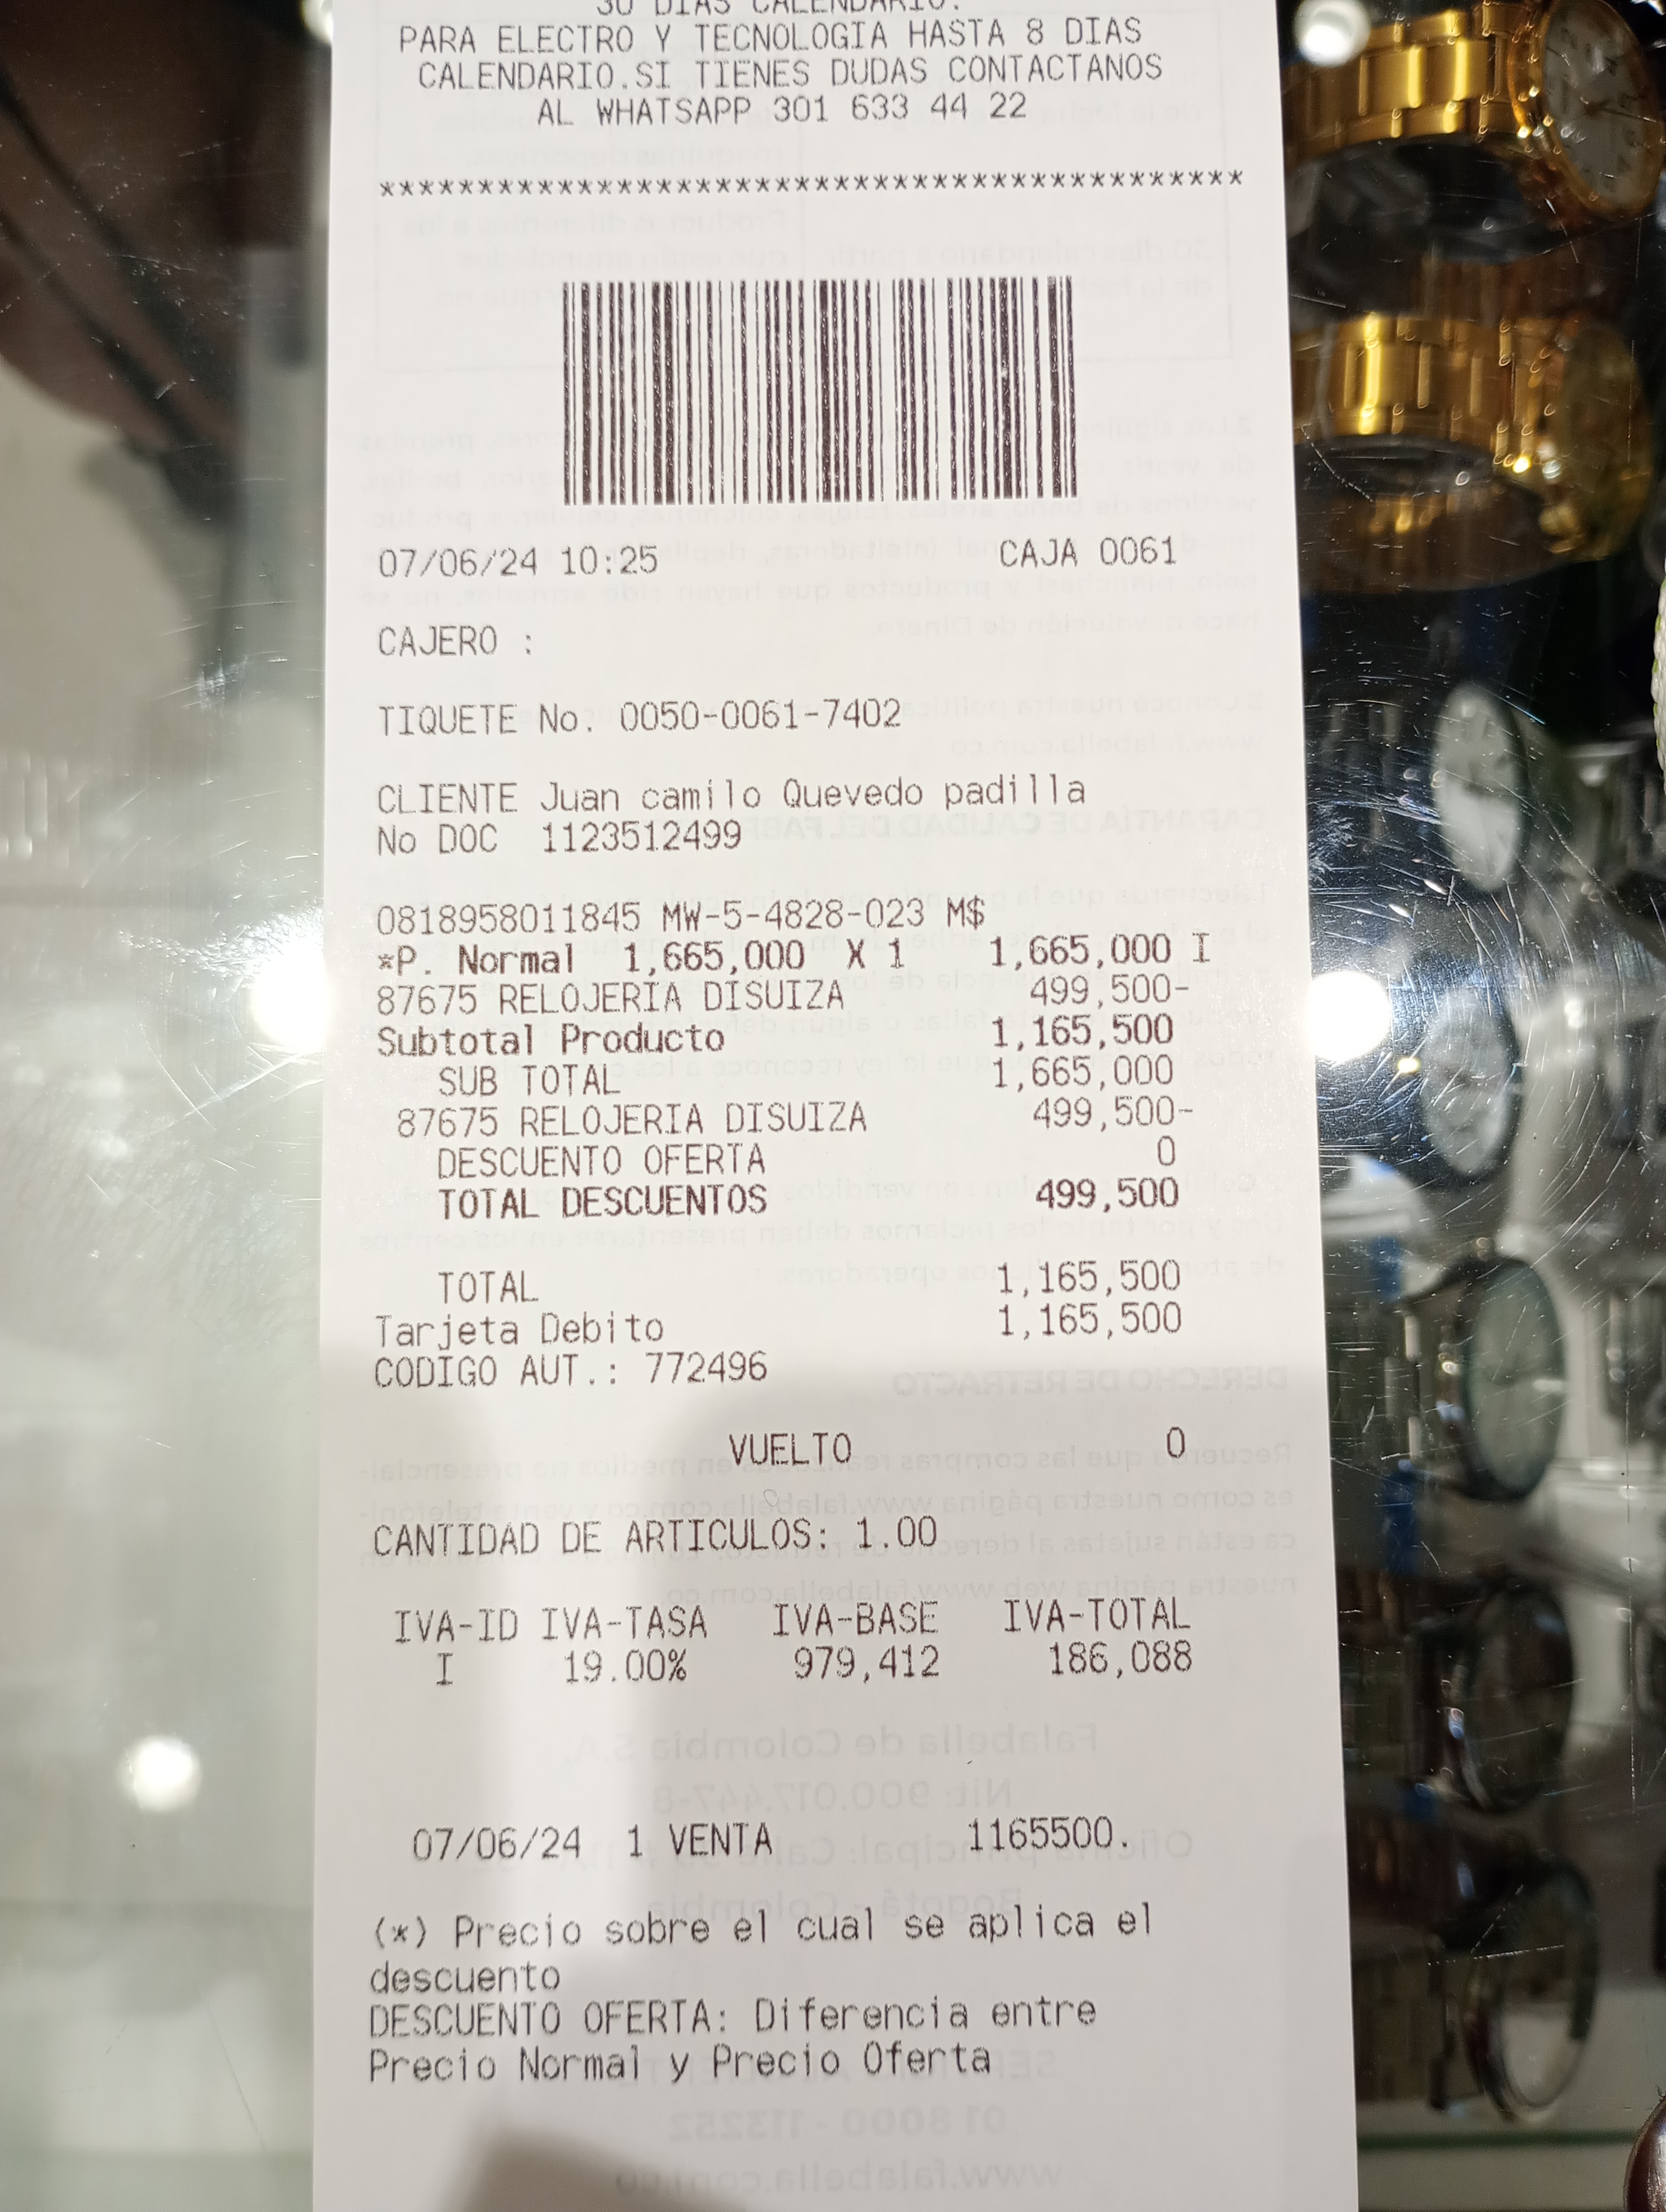 30 DIAS CALENDARIO.
PARA ELECTRO Y TECNOLOGIA HASTA 8 DIAS
CALENDARIO.SI TIENES DUDAS CONTACTANOS
AL WHATSAPP 301 633 44 22
********************************************
07/06/24 10:25 CAJA 0061
CAJERO :
TIQUETE No. 0050-0061-7402
CLIENTE Juan camilo Quevedo padilla
No DOC 1123512499
0818958011845 MW-5-4828-023 M$
*P. Normal 1,665,000 X 1 1,665,000 I
87675 RELOJERIA DISUIZA 499,500-
Subtotal Producto 1,165,500
SUB TOTAL 1,665,000
87675 RELOJERIA DISUIZA 499,500-
DESCUENTO OFERTA 0
TOTAL DESCUENTOS 499,500
TOTAL 1,165,500
Tarjeta Debito 1,165,500
CODIGO AUT.: 772496
VUELTO 0
CANTIDAD DE ARTICULOS: 1.00
IVA-ID IVA-TASA IVA-BASE IVA-TOTAL
I 19.00% 979,412 186,088
07/06/24 1 VENTA 1165500.
(*) Precio sobre el cual se aplica el
descuento
DESCUENTO OFERTA: Diferencia entre
Precio Normal y Precio Oferta